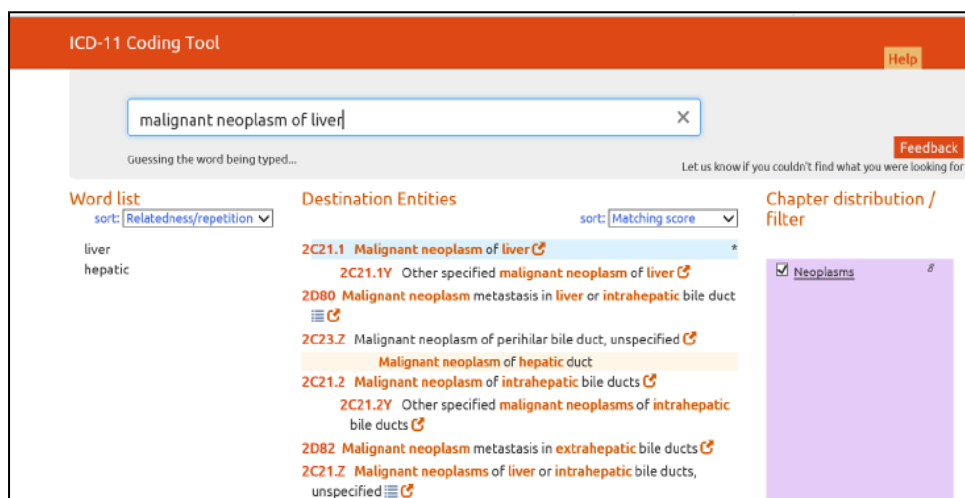 ICD-11 Coding Tool
Help
malignant neoplasm of liver
Guessing the word being typed...
Feedback
Let us know if you couldn't find what you were looking for
Word list
sort: Relatedness/repetition
liver
hepatic
Destination Entities
sort: Matching score
2C21.1 Malignant neoplasm of liver *
2C21.1Y Other specified malignant neoplasm of liver
2D80 Malignant neoplasm metastasis in liver or intrahepatic bile duct
2C23.Z Malignant neoplasm of perihilar bile duct, unspecified
Malignant neoplasm of hepatic duct
2C21.2 Malignant neoplasm of intrahepatic bile ducts
2C21.2Y Other specified malignant neoplasms of intrahepatic
bile ducts
2D82 Malignant neoplasm metastasis in extrahepatic bile ducts
2C21.Z Malignant neoplasms of liver or intrahepatic bile ducts,
unspecified
Chapter distribution /
filter
Neoplasms 8